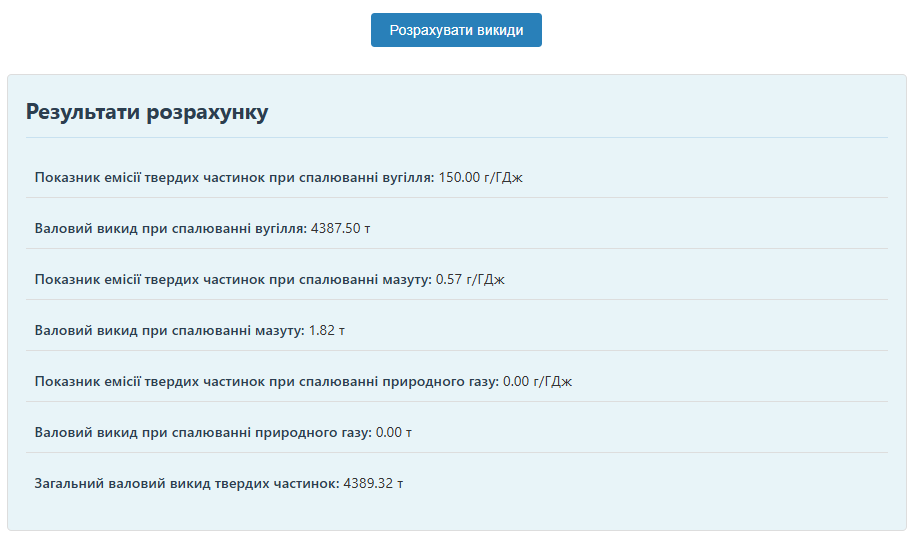 Розрахувати викиди
Результати розрахунку
Показник емісії твердих частинок при спалюванні вугілля: 150.00 г/ГДж
Валовий викид при спалюванні вугілля: 4387.50 т
Показник емісії твердих частинок при спалюванні мазуту: 0.57 г/ГДж
Валовий викид при спалюванні мазуту: 1.82 т
Показник емісії твердих частинок при спалюванні природного газу: 0.00 г/ГДж
Валовий викид при спалюванні природного газу: 0.00 т
Загальний валовий викид твердих частинок: 4389.32 т